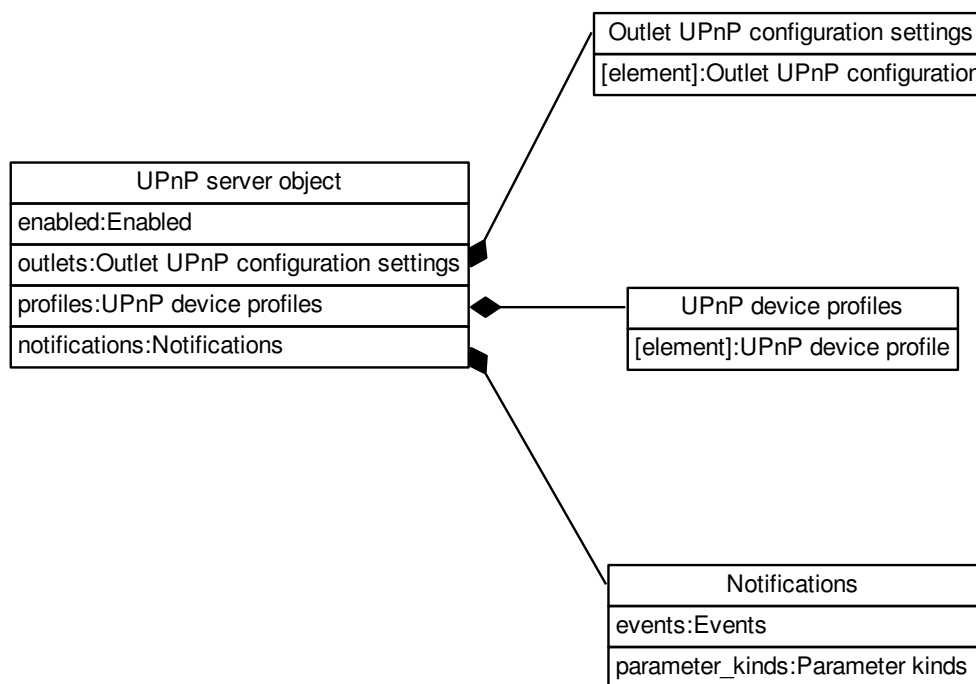 Outlet UPnP configuration settings
[element]:Outlet UPnP configuration
UPnP server object
enabled:Enabled
outlets:Outlet UPnP configuration settings
profiles:UPnP device profiles
notifications:Notifications
UPnP device profiles
[element]:UPnP device profile
Notifications
events:Events
parameter_kinds:Parameter kinds